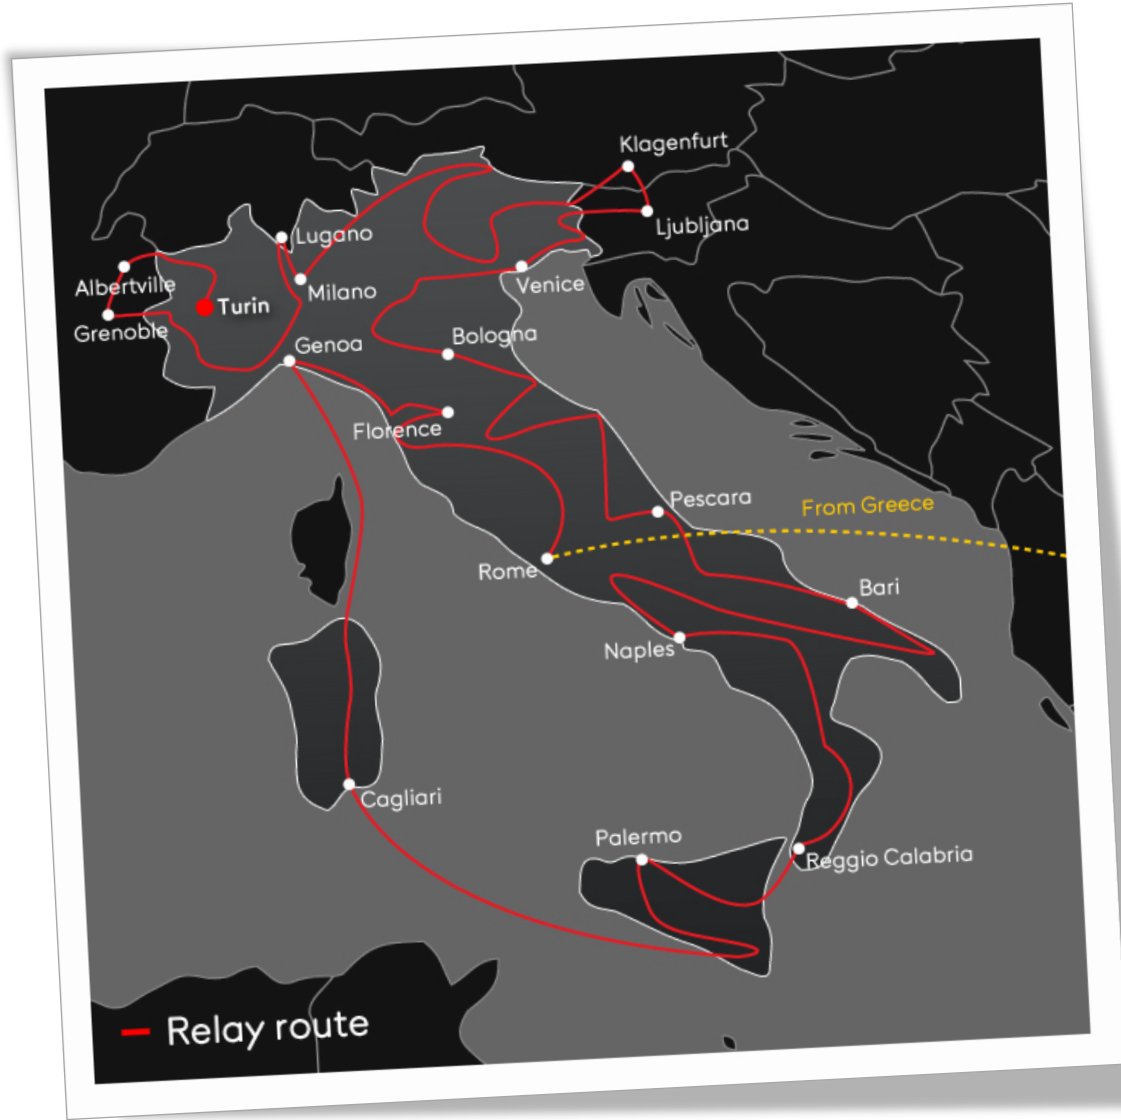 Klagenfurt
Ljubljana
Lugano
Albertville
Milano
Venice
Turin
Grenoble
Bologna
Genoa
Florence
Pescara
From Greece
Rome
Bari
Naples
Cagliari
Palermo
Reggio Calabria
Relay route